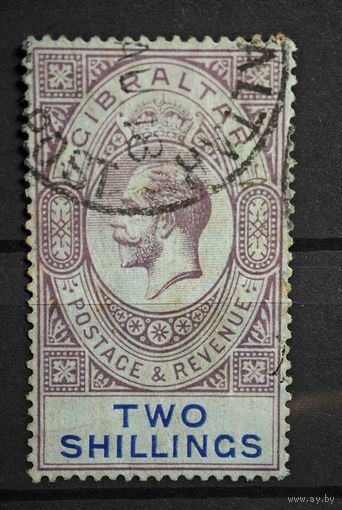 GIBRALTAR
POSTAGE & REVENUE
TWO
SHILLINGS
www.ay.by